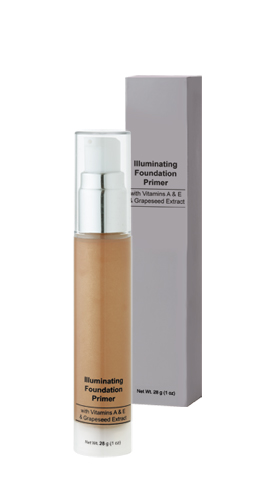 Illuminating
Foundation
Primer
with Vitamins A & E
& Grapeseed Extract
Net Wt. 28 g (1 oz)
Illuminating
Foundation
Primer
with Vitamins A & E
& Grapeseed Extract
Net Wt. 28 g (1 oz)